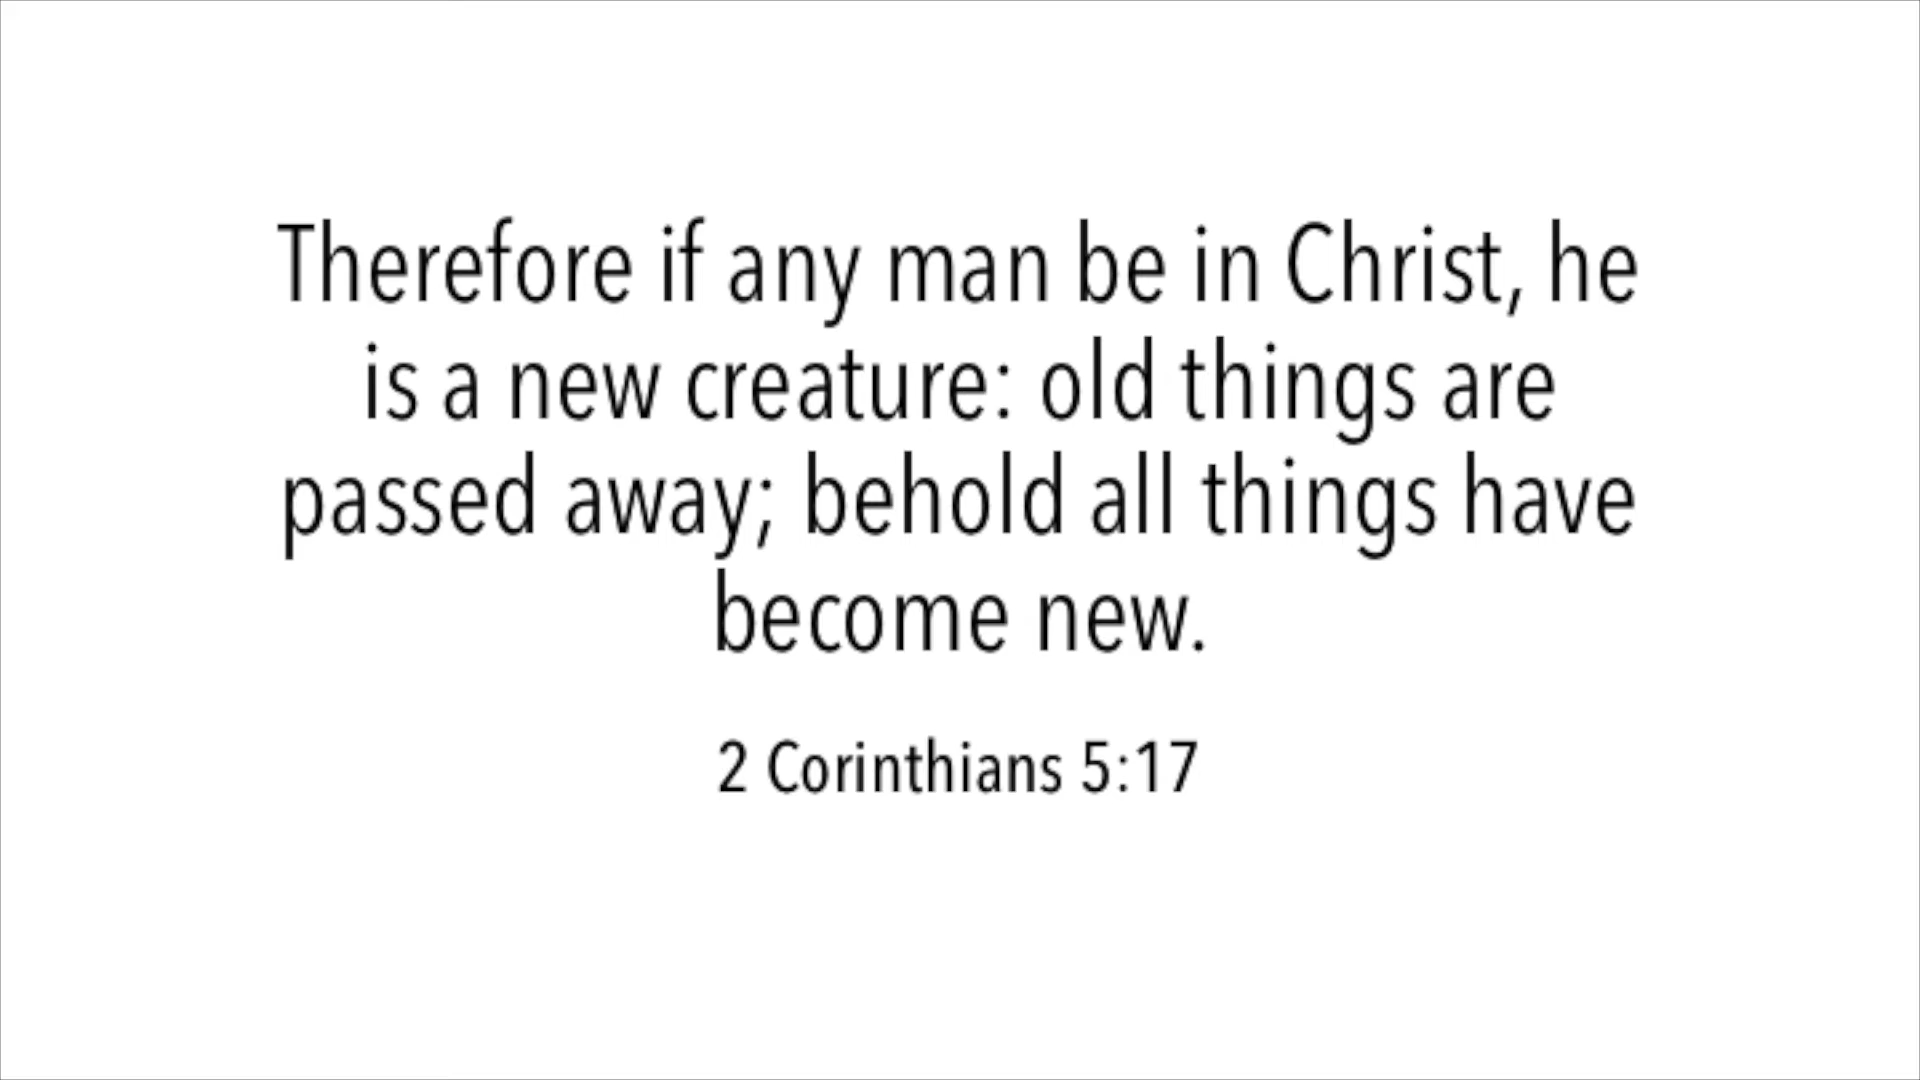 Therefore if any man be in Christ, he
is a new creature: old things are
passed away; behold all things have
become new.
2 Corinthians 5:17